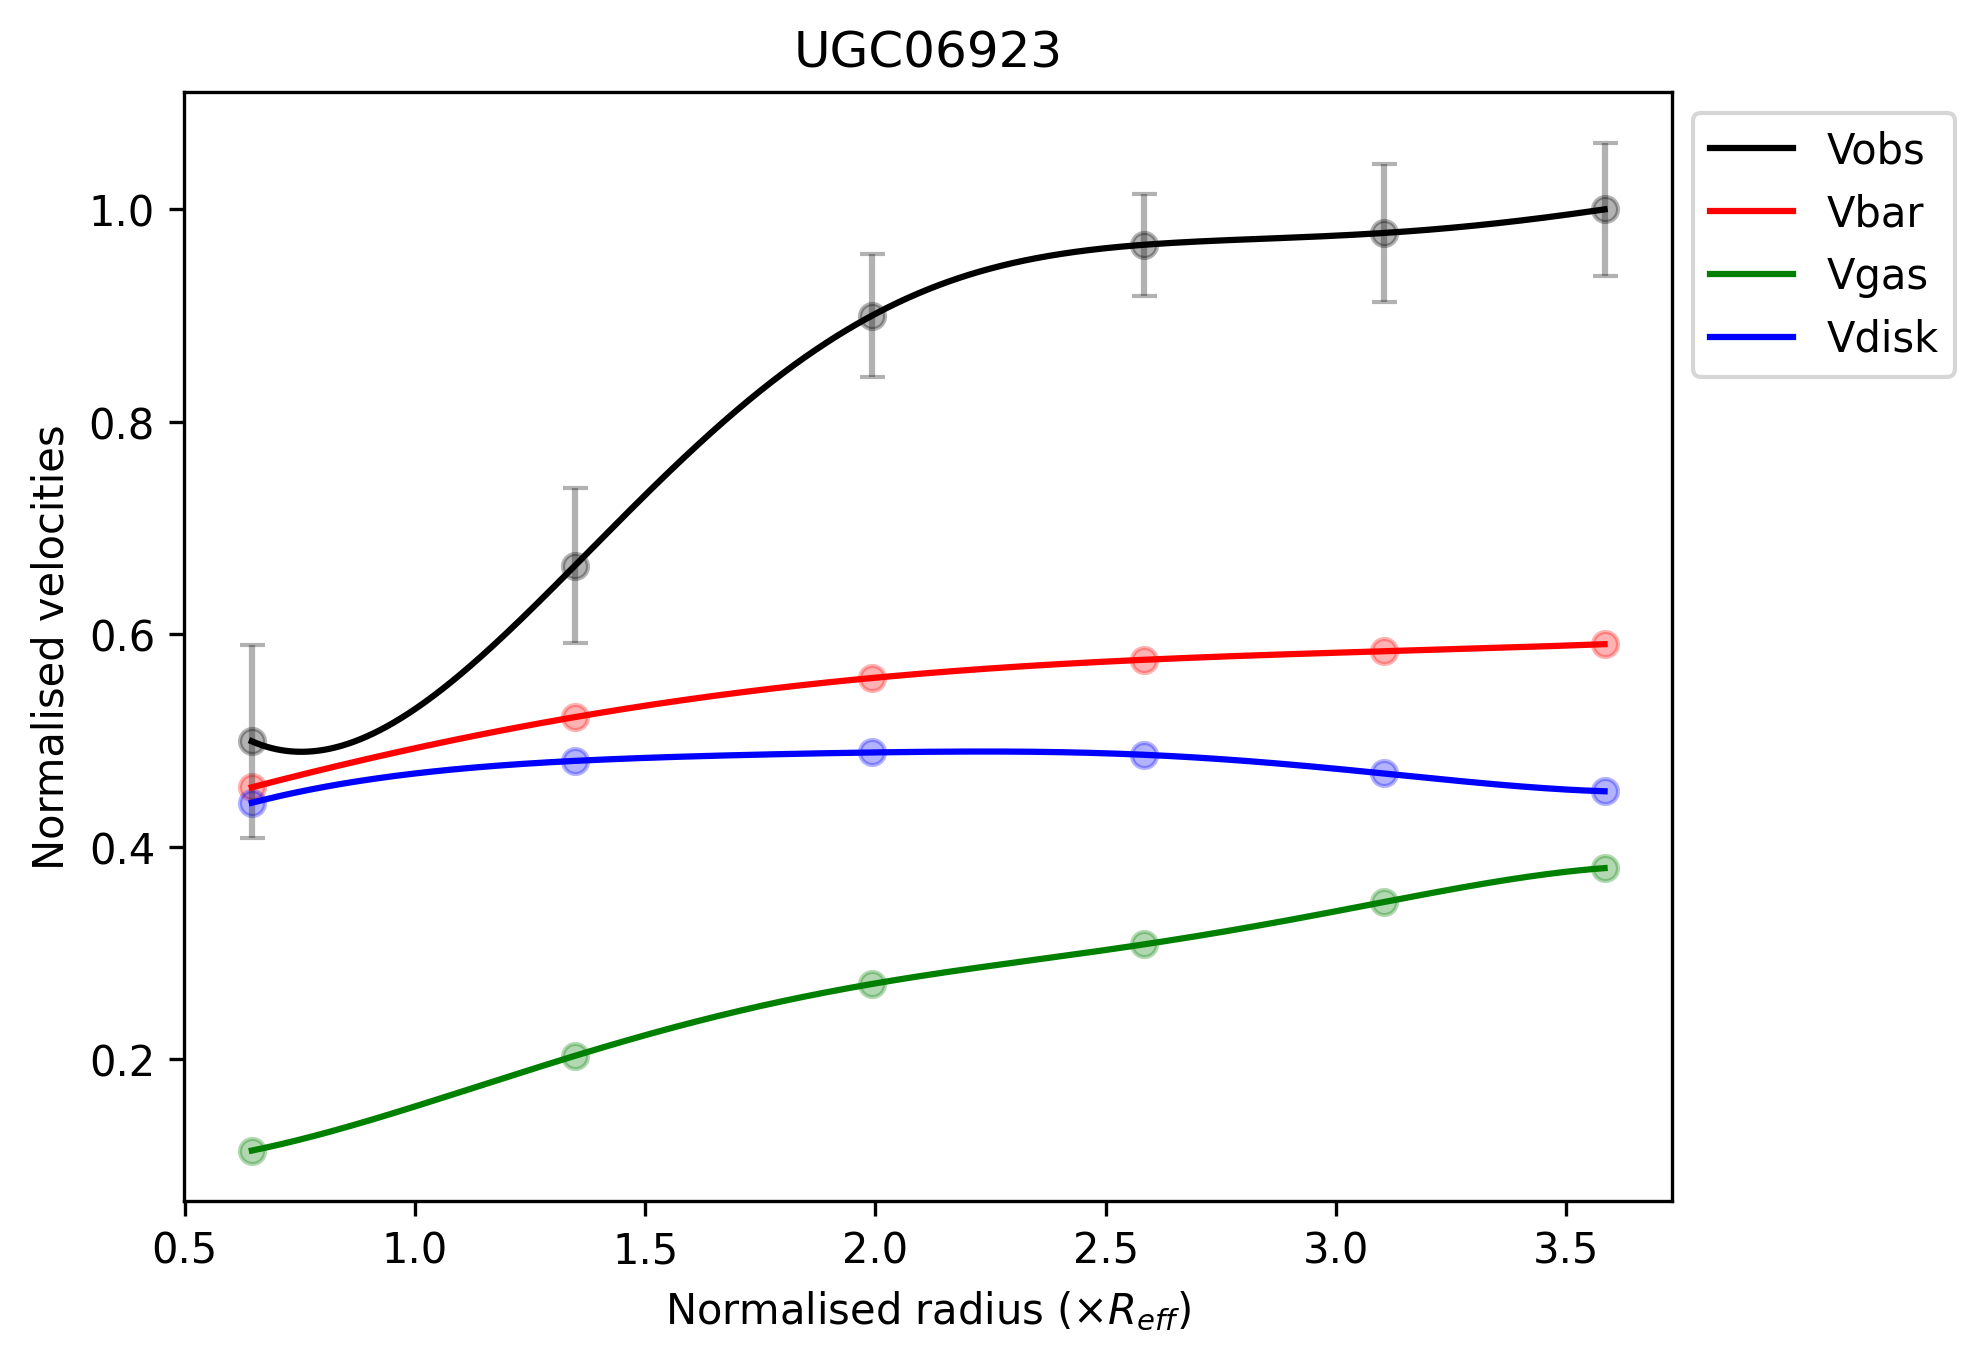 UGC06923
Vobs
Vbar
Vgas
Vdisk
Normalised velocities
1.0
0.8
0.6
0.4
0.2
0.5 1.0 1.5 2.0 2.5 3.0 3.5
Normalised radius (×R_eff)